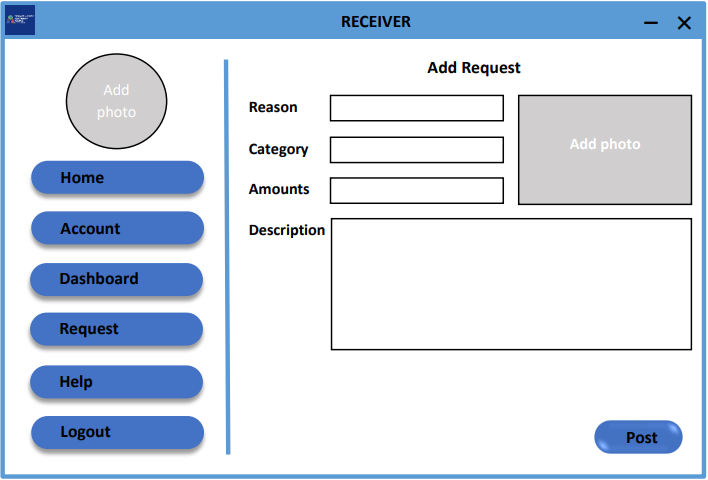 RECEIVER
Add
photo
Home
Account
Dashboard
Request
Help
Logout
Add Request
Reason
Category
Amounts
Description
Add photo
Post